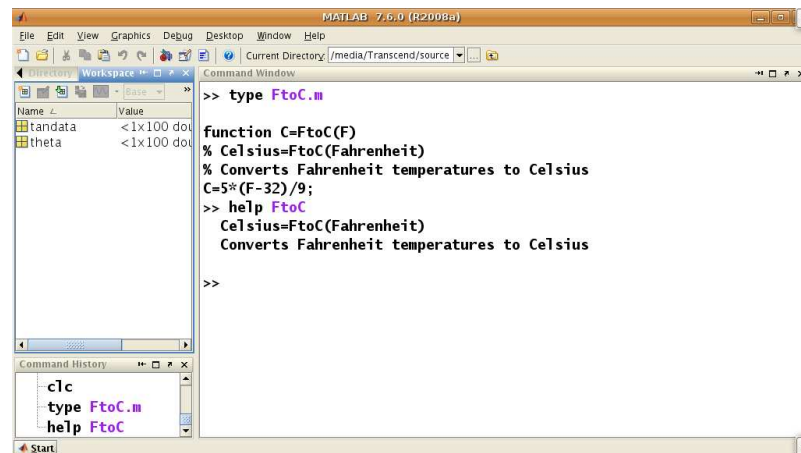 MATLAB 7.6.0 (R2008a)
File Edit View Graphics Debug Desktop Window Help
Current Directory: /media/Transcend/source
Directory Workspace
Base
Name Value
tandata <1x100 dou
theta <1x100 dou
Command History
clc
type FtoC.m
help FtoC
Command Window
>> type FtoC.m
function C=FtoC(F)
% Celsius=FtoC(Fahrenheit)
% Converts Fahrenheit temperatures to Celsius
C=5*(F-32)/9;
>> help FtoC
Celsius=FtoC(Fahrenheit)
Converts Fahrenheit temperatures to Celsius
>>
Start